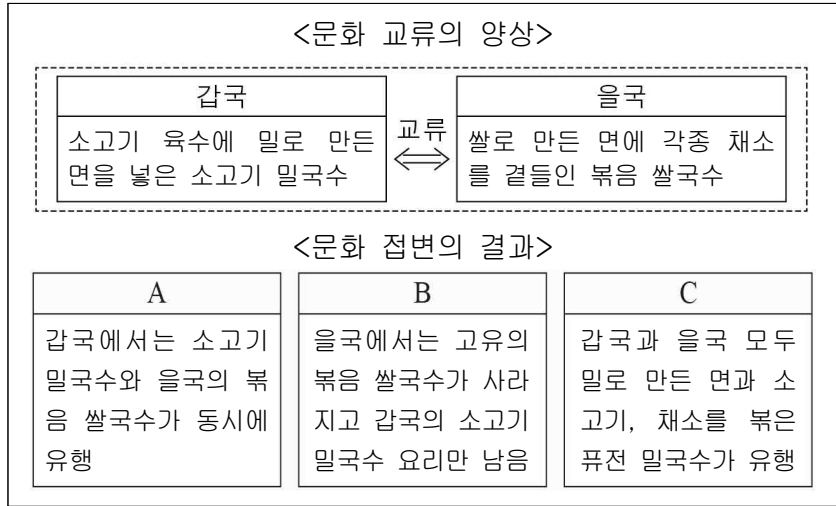 <문화 교류의 양상>
갑국
소고기 육수에 밀로 만든
면을 넣은 소고기 밀국수
교류
을국
쌀로 만든 면에 각종 채소
를 곁들인 볶음 쌀국수
<문화 접변의 결과>
A
갑국에서는 소고기
밀국수와 을국의 볶
음 쌀국수가 동시에
유행
B
을국에서는 고유의
볶음 쌀국수가 사라
지고 갑국의 소고기
밀국수 요리만 남음
C
갑국과 을국 모두
밀로 만든 면과 소
고기, 채소를 볶은
퓨전 밀국수가 유행